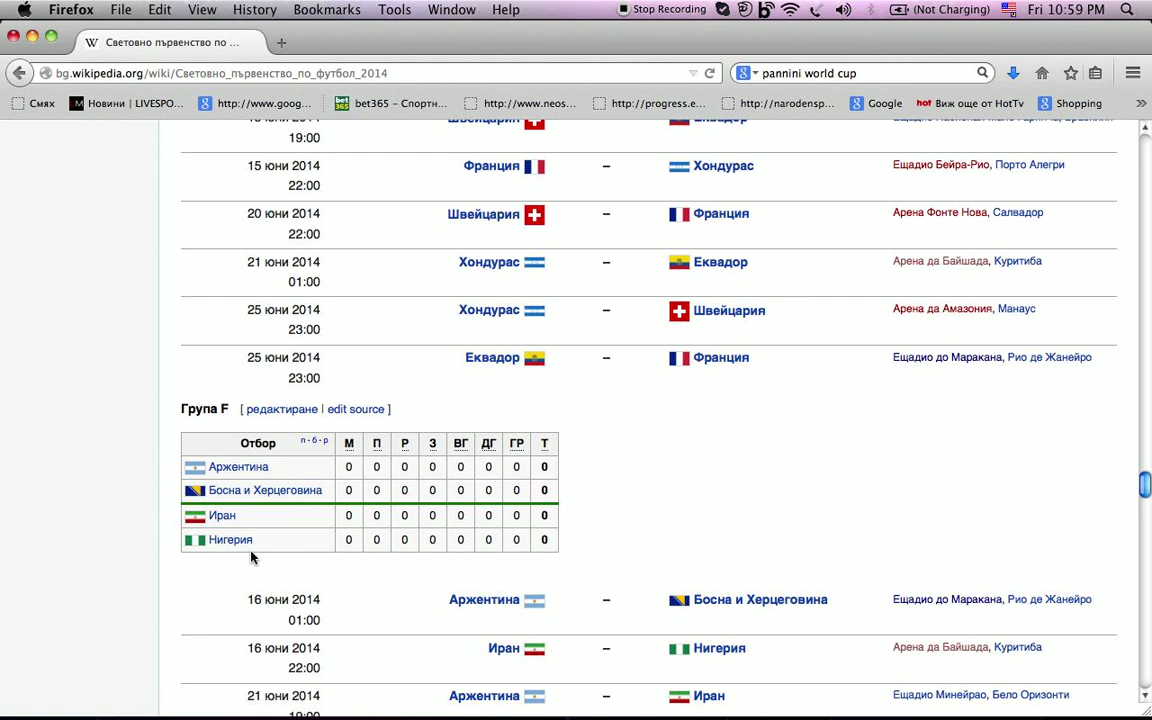 Firefox File Edit View History Bookmarks Tools Window Help Stop Recording (Not Charging) Fri 10:59 PM
W Световно първенство по ...
bg.wikipedia.org/wiki/Световно_първенство_по_футбол_2014 pannini world cup
Смях Новини | LIVESPO... http://www.goog... bet365 – Спортн... http://www.neos... http://progress.e... http://narodensp... Google hot Виж още от HotTv Shopping »
Швейцария Еквадор
19:00
15 юни 2014 Франция – Хондурас Ещадио Бейра-Рио, Порто Алегри
22:00
20 юни 2014 Швейцария – Франция Арена Фонте Нова, Салвадор
22:00
21 юни 2014 Хондурас – Еквадор Арена да Байшада, Куритиба
01:00
25 юни 2014 Хондурас – Швейцария Арена да Амазония, Манаус
23:00
25 юни 2014 Еквадор – Франция Ещадио до Маракана, Рио де Жанейро
23:00
Група F [ редактиране | edit source ]
Отбор п·б·р М П Р З ВГ ДГ ГР Т
Аржентина 0 0 0 0 0 0 0 0
Босна и Херцеговина 0 0 0 0 0 0 0 0
Иран 0 0 0 0 0 0 0 0
Нигерия 0 0 0 0 0 0 0 0
16 юни 2014 Аржентина – Босна и Херцеговина Ещадио до Маракана, Рио де Жанейро
01:00
16 юни 2014 Иран – Нигерия Арена да Байшада, Куритиба
22:00
21 юни 2014 Аржентина – Иран Ещадио Минейрао, Бело Оризонти
19:00